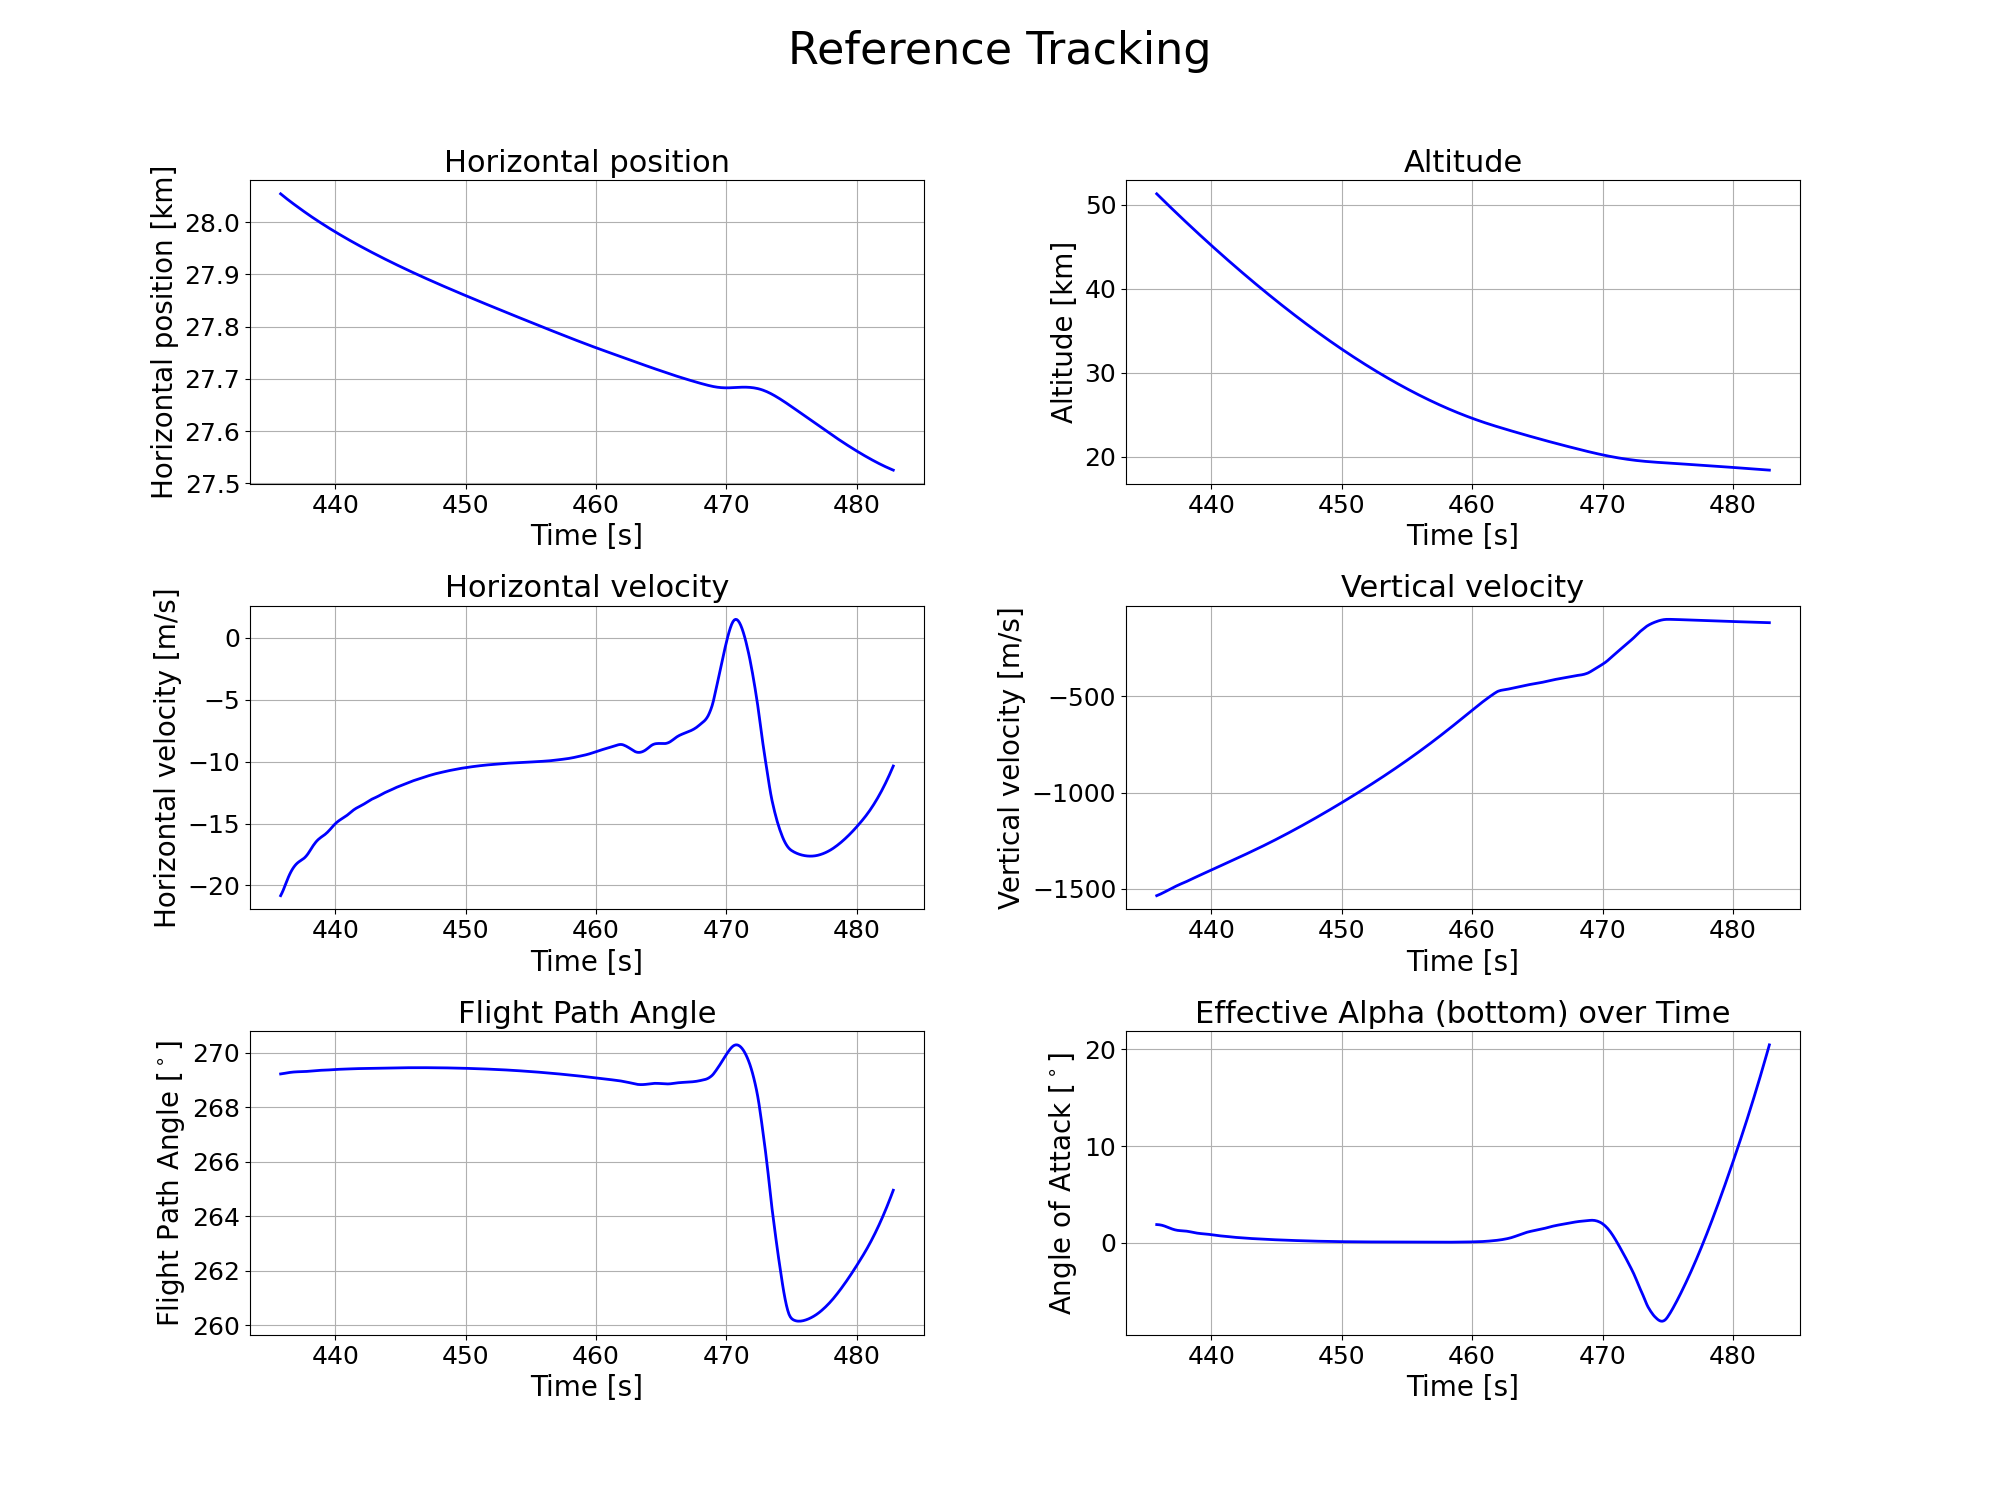 Reference Tracking
Horizontal position
Horizontal position [km]
28.0
27.9
27.8
27.7
27.6
27.5
440 450 460 470 480
Time [s]
Altitude
Altitude [km]
50
40
30
20
440 450 460 470 480
Time [s]
Horizontal velocity
Horizontal velocity [m/s]
0
−5
−10
−15
−20
440 450 460 470 480
Time [s]
Vertical velocity
Vertical velocity [m/s]
−500
−1000
−1500
440 450 460 470 480
Time [s]
Flight Path Angle
Flight Path Angle [°]
270
268
266
264
262
260
440 450 460 470 480
Time [s]
Effective Alpha (bottom) over Time
Angle of Attack [°]
20
10
0
440 450 460 470 480
Time [s]